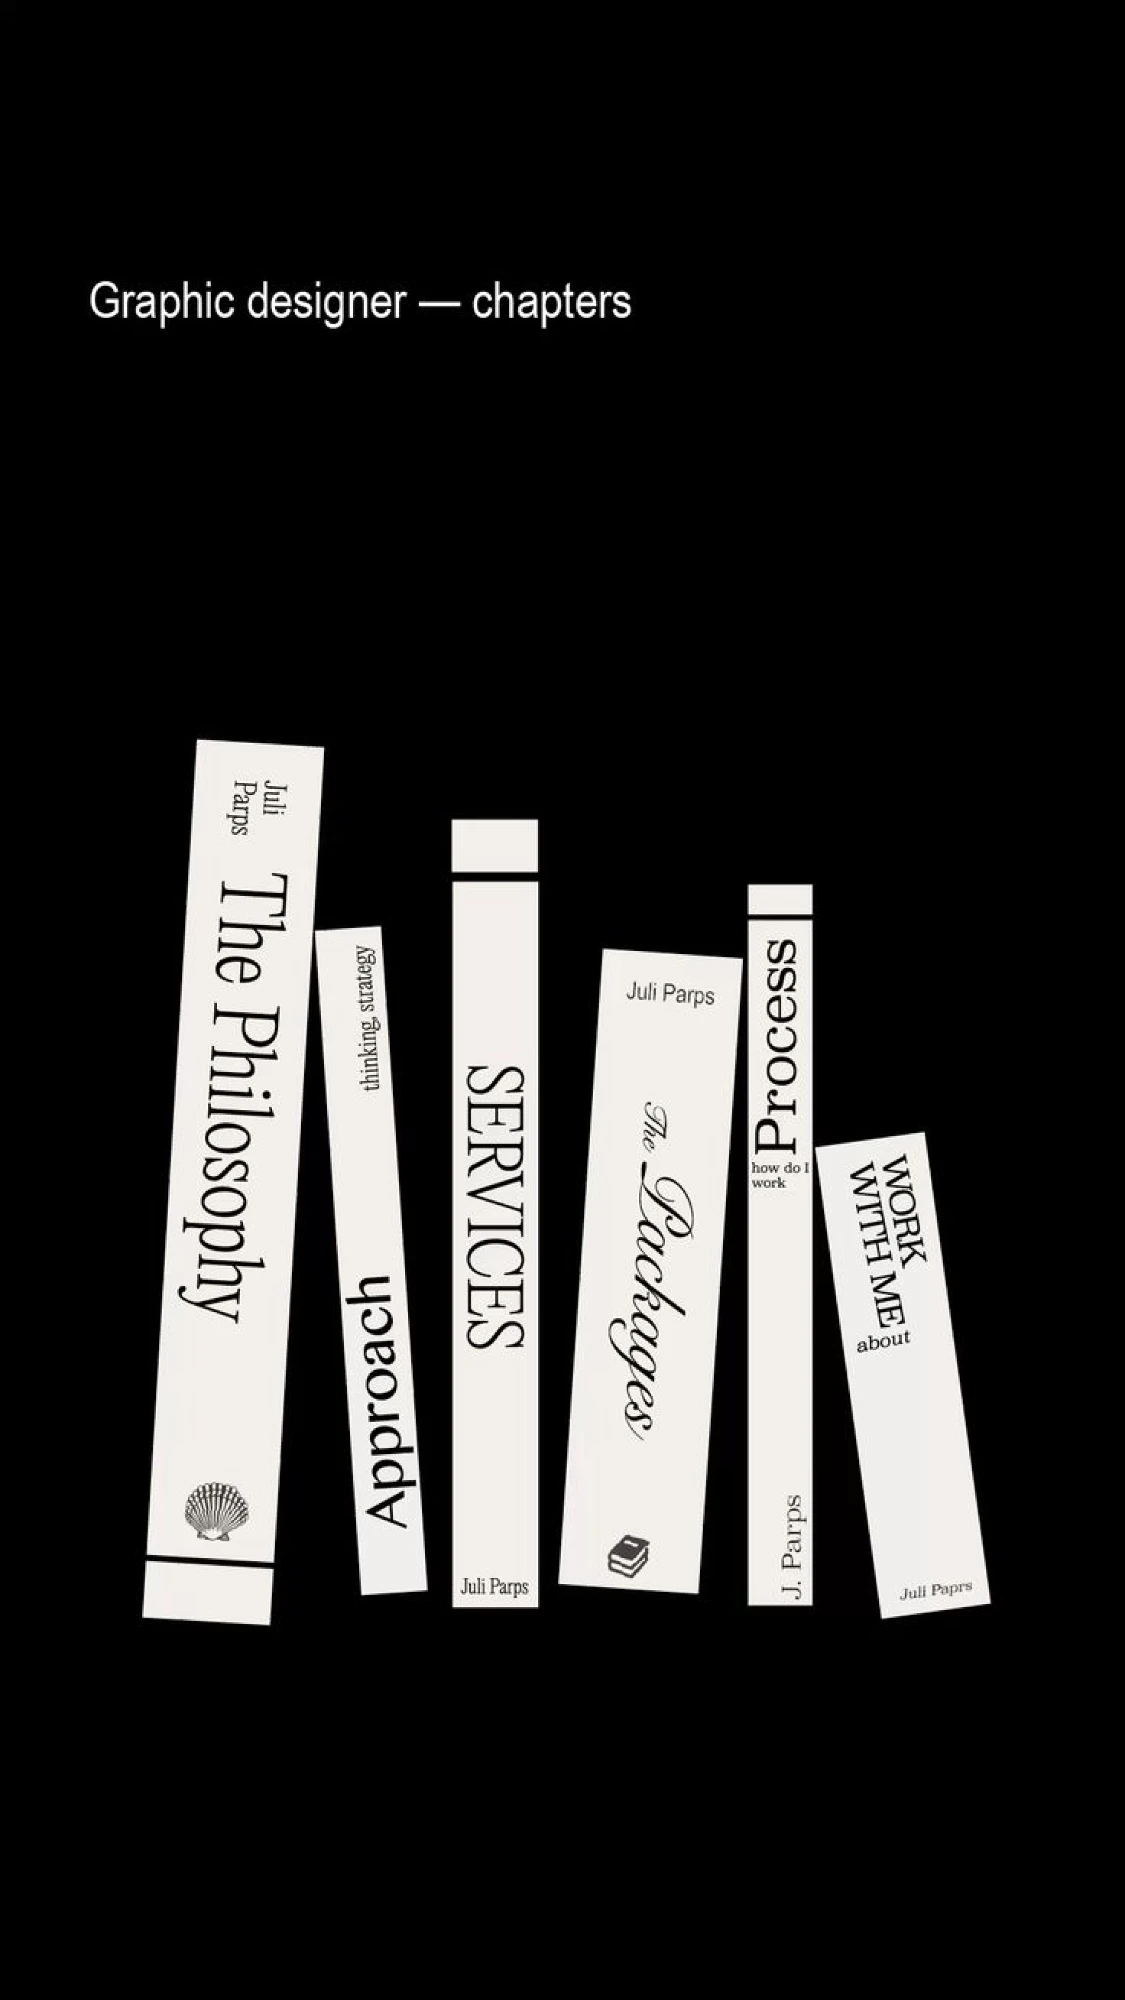 Graphic designer — chapters
Juli
Parps
The Philosophy
thinking strategy
Approach
SERVICES
Juli Parps
Juli Parps
The Packages
Process
how do I
work
J. Parps
WORK
WITH ME
about
Juli Paprs